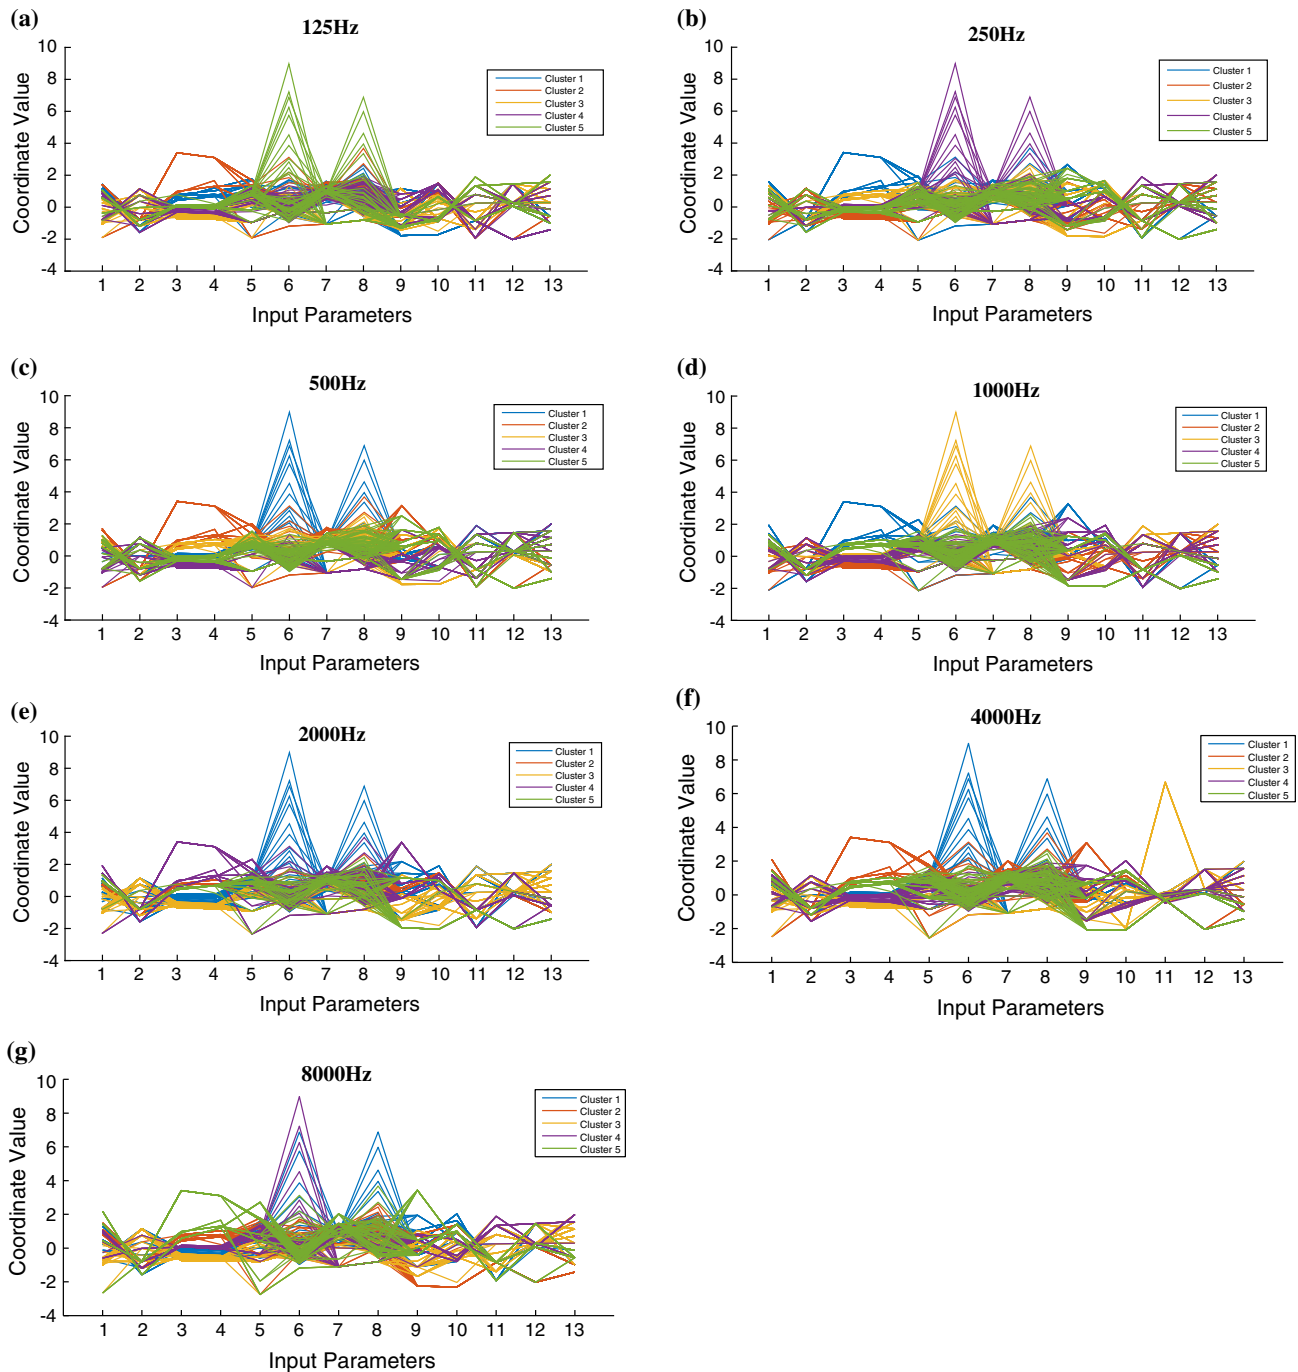 (a)
125Hz
10
8
6
4
2
0
-2
-4
Coordinate Value
Cluster 1
Cluster 2
Cluster 3
Cluster 4
Cluster 5
1 2 3 4 5 6 7 8 9 10 11 12 13
Input Parameters
(b)
250Hz
10
8
6
4
2
0
-2
-4
Coordinate Value
Cluster 1
Cluster 2
Cluster 3
Cluster 4
Cluster 5
1 2 3 4 5 6 7 8 9 10 11 12 13
Input Parameters
(c)
500Hz
10
8
6
4
2
0
-2
-4
Coordinate Value
Cluster 1
Cluster 2
Cluster 3
Cluster 4
Cluster 5
1 2 3 4 5 6 7 8 9 10 11 12 13
Input Parameters
(d)
1000Hz
10
8
6
4
2
0
-2
-4
Coordinate Value
Cluster 1
Cluster 2
Cluster 3
Cluster 4
Cluster 5
1 2 3 4 5 6 7 8 9 10 11 12 13
Input Parameters
(e)
2000Hz
10
8
6
4
2
0
-2
-4
Coordinate Value
Cluster 1
Cluster 2
Cluster 3
Cluster 4
Cluster 5
1 2 3 4 5 6 7 8 9 10 11 12 13
Input Parameters
(f)
4000Hz
10
8
6
4
2
0
-2
-4
Coordinate Value
Cluster 1
Cluster 2
Cluster 3
Cluster 4
Cluster 5
1 2 3 4 5 6 7 8 9 10 11 12 13
Input Parameters
(g)
8000Hz
10
8
6
4
2
0
-2
-4
Coordinate Value
Cluster 1
Cluster 2
Cluster 3
Cluster 4
Cluster 5
1 2 3 4 5 6 7 8 9 10 11 12 13
Input Parameters